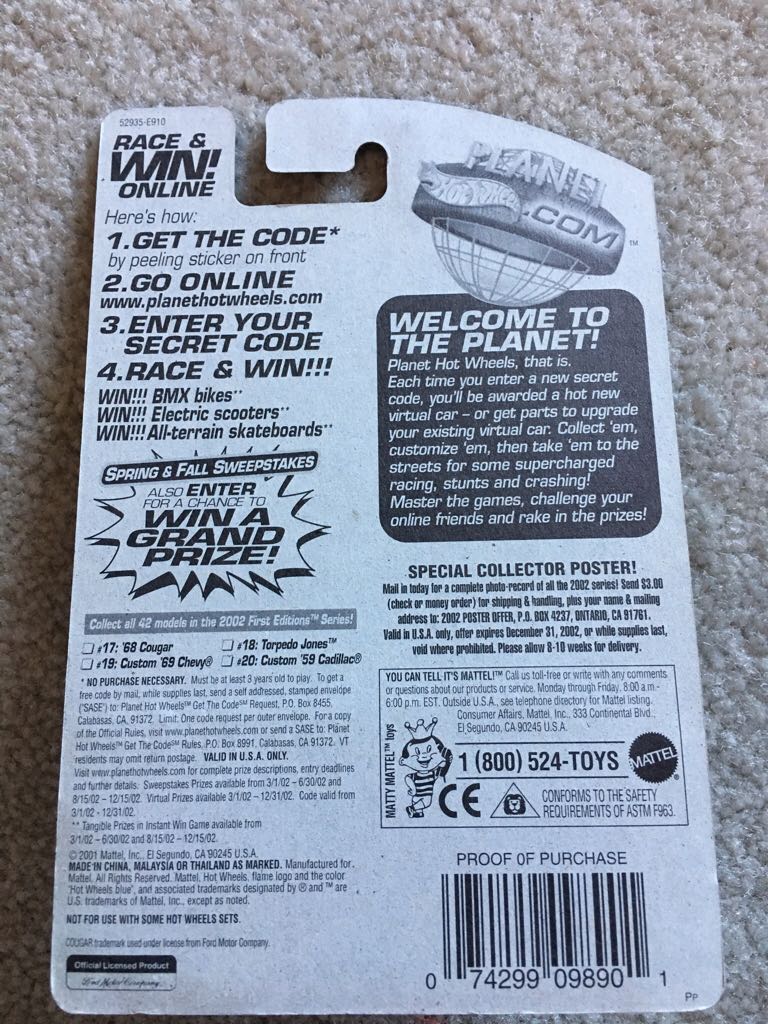 52935-E910
RACE &
WIN!
ONLINE
Here's how:
1.GET THE CODE*
by peeling sticker on front
2.GO ONLINE
www.planethotwheels.com
3.ENTER YOUR
SECRET CODE
4.RACE & WIN!!!
WIN!!! BMX bikes**
WIN!!! Electric scooters**
WIN!!! All-terrain skateboards**
SPRING & FALL SWEEPSTAKES
ALSO ENTER
FOR A CHANCE TO
WIN A
GRAND
PRIZE!
PLANET
HOT WHEELS
.COM
TM
WELCOME TO
THE PLANET!
Planet Hot Wheels, that is.
Each time you enter a new secret
code, you'll be awarded a hot new
virtual car – or get parts to upgrade
your existing virtual car. Collect 'em,
customize 'em, then take 'em to the
streets for some supercharged
racing, stunts and crashing!
Master the games, challenge your
online friends and rake in the prizes!
SPECIAL COLLECTOR POSTER!
Mail in today for a complete photo-record of all the 2002 series! Send $3.00
(check or money order) for shipping & handling, plus your name & mailing
address to: 2002 POSTER OFFER, P.O. BOX 4237, ONTARIO, CA 91761.
Valid in U.S.A. only, offer expires December 31, 2002, or while supplies last,
void where prohibited. Please allow 8-10 weeks for delivery.
Collect all 42 models in the 2002 First Editions™ Series!
#17: '68 Cougar
#18: Torpedo Jones™
#19: Custom '69 Chevy®
#20: Custom '59 Cadillac®
* NO PURCHASE NECESSARY. Must be at least 3 years old to play. To get a
free code by mail, while supplies last, send a self addressed, stamped envelope
("SASE") to: Planet Hot Wheels℠ Get The Code℠ Request, P.O. Box 8455,
Calabasas, CA, 91372. Limit: One code request per outer envelope. For a copy
of the Official Rules, visit www.planethotwheels.com or send a SASE to: Planet
Hot Wheels℠ Get The Code℠ Rules, P.O. Box 8991, Calabasas, CA 91372. VT
residents may omit return postage. VALID IN U.S.A. ONLY.
Visit www.planethotwheels.com for complete prize descriptions, entry deadlines
and further details. Sweepstakes Prizes available from 3/1/02 – 6/30/02 and
8/15/02 – 12/15/02. Virtual Prizes available 3/1/02 – 12/31/02. Code valid from
3/1/02 - 12/31/02.
** Tangible Prizes in Instant Win Game available from
3/1/02 – 6/30/02 and 8/15/02 – 12/15/02.
© 2001 Mattel, Inc., El Segundo, CA 90245 U.S.A.
MADE IN CHINA, MALAYSIA OR THAILAND AS MARKED. Manufactured for
Mattel. All Rights Reserved. Mattel, Hot Wheels, flame logo and the color
"Hot Wheels blue", and associated trademarks designated by ® and ™ are
U.S. trademarks of Mattel, Inc., except as noted.
NOT FOR USE WITH SOME HOT WHEELS SETS.
COUGAR trademark used under license from Ford Motor Company.
Official Licensed Product
Ford Motor Company
YOU CAN TELL IT'S MATTEL!™ Call us toll-free or write with any comments
or questions about our products or service. Monday through Friday, 8:00 a.m.-
6:00 p.m. EST. Outside U.S.A., see telephone directory for Mattel listing.
Consumer Affairs, Mattel, Inc., 333 Continental Blvd.,
El Segundo, CA 90245 U.S.A.
MATTY MATTEL™ toys
1 (800) 524-TOYS
MATTEL®
CE
CONFORMS TO THE SAFETY
REQUIREMENTS OF ASTM F963.
PROOF OF PURCHASE
0 74299 09890 1
PP